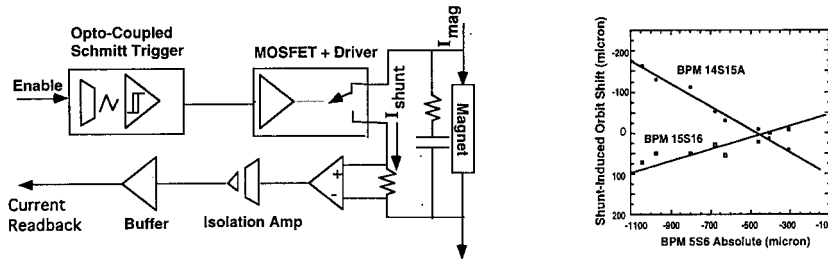 Opto-Coupled
Schmitt Trigger
MOSFET + Driver
Enable
I mag
I shunt
Magnet
+
-
Current
Readback
Buffer
Isolation Amp
Shunt-Induced Orbit Shift (micron)
-200
-100
0
100
200
BPM 14S15A
BPM 15S16
-1100
-900
-700
-500
-300
-100
BPM 5S6 Absolute (micron)